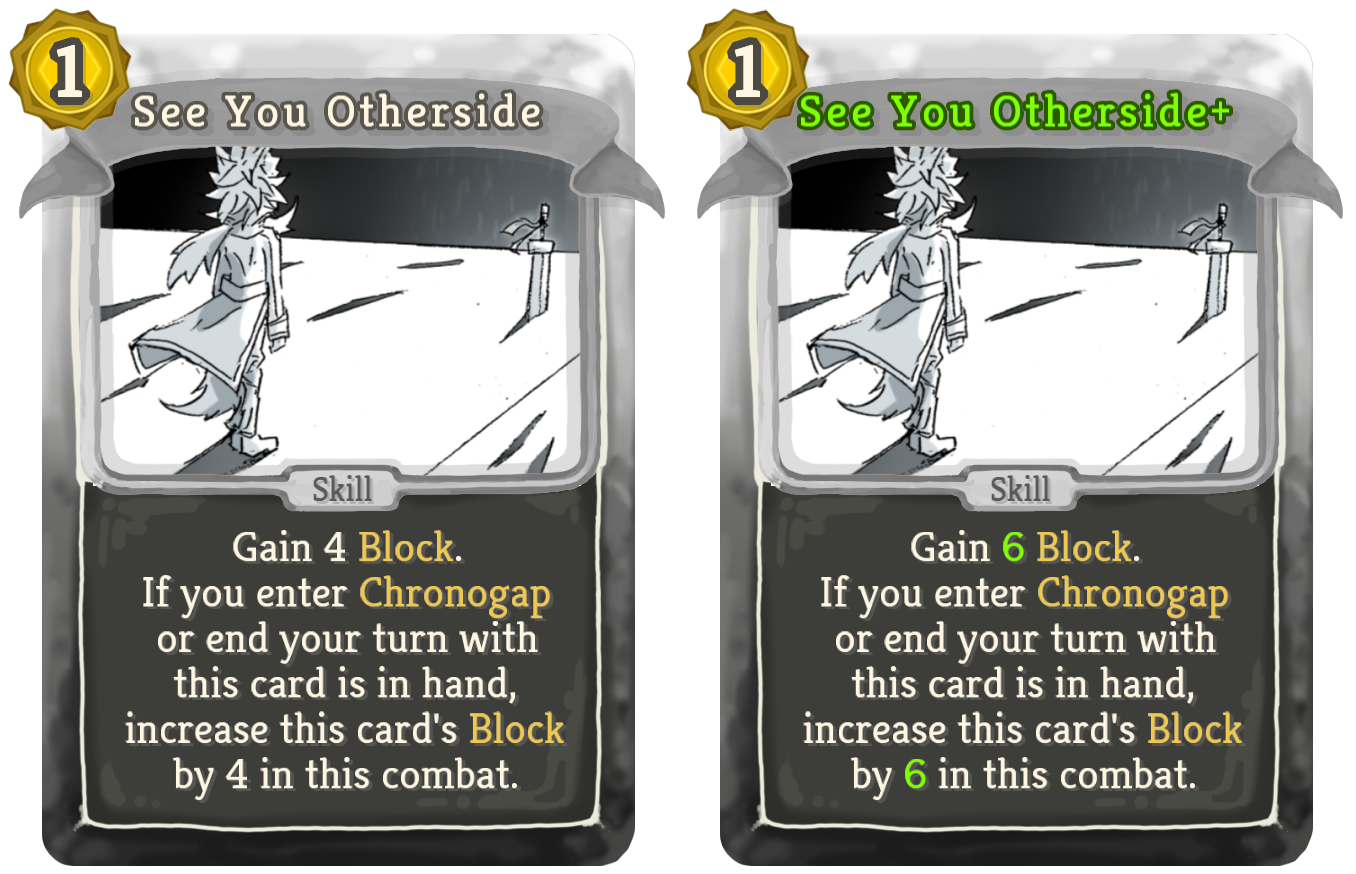 1
See You Otherside
Skill
Gain 4 Block.
If you enter Chronogap
or end your turn with
this card is in hand,
increase this card's Block
by 4 in this combat.
1
See You Otherside+
Skill
Gain 6 Block.
If you enter Chronogap
or end your turn with
this card is in hand,
increase this card's Block
by 6 in this combat.